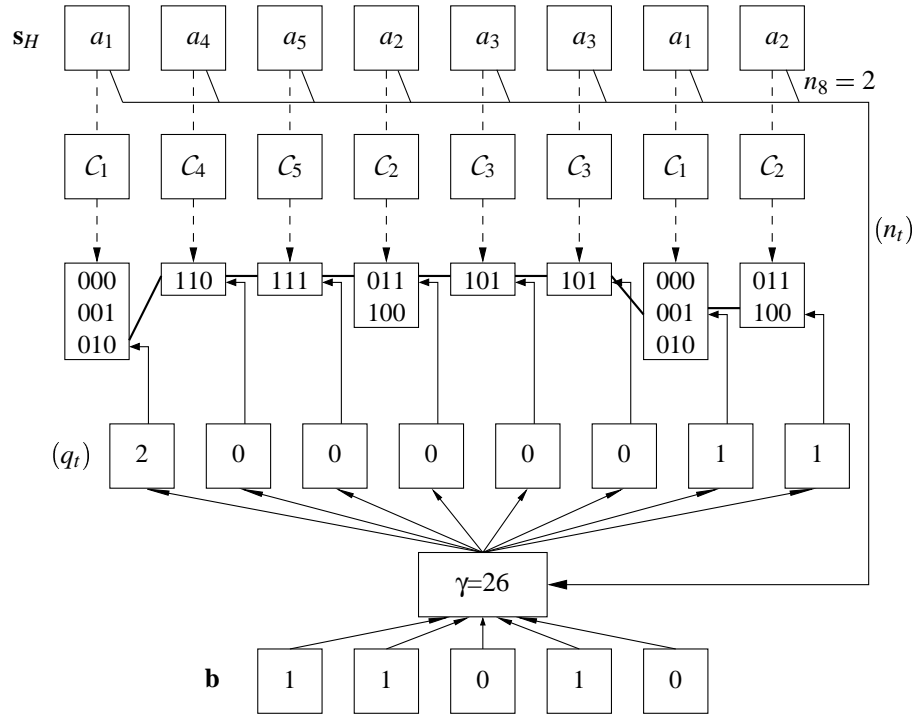 s_H a_1 a_4 a_5 a_2 a_3 a_3 a_1 a_2
n_8 = 2
C_1 C_4 C_5 C_2 C_3 C_3 C_1 C_2
(n_t)
000 110 111 011 101 101 000 011
001 100 001 100
010 010
(q_t) 2 0 0 0 0 0 1 1
γ=26
b 1 1 0 1 0